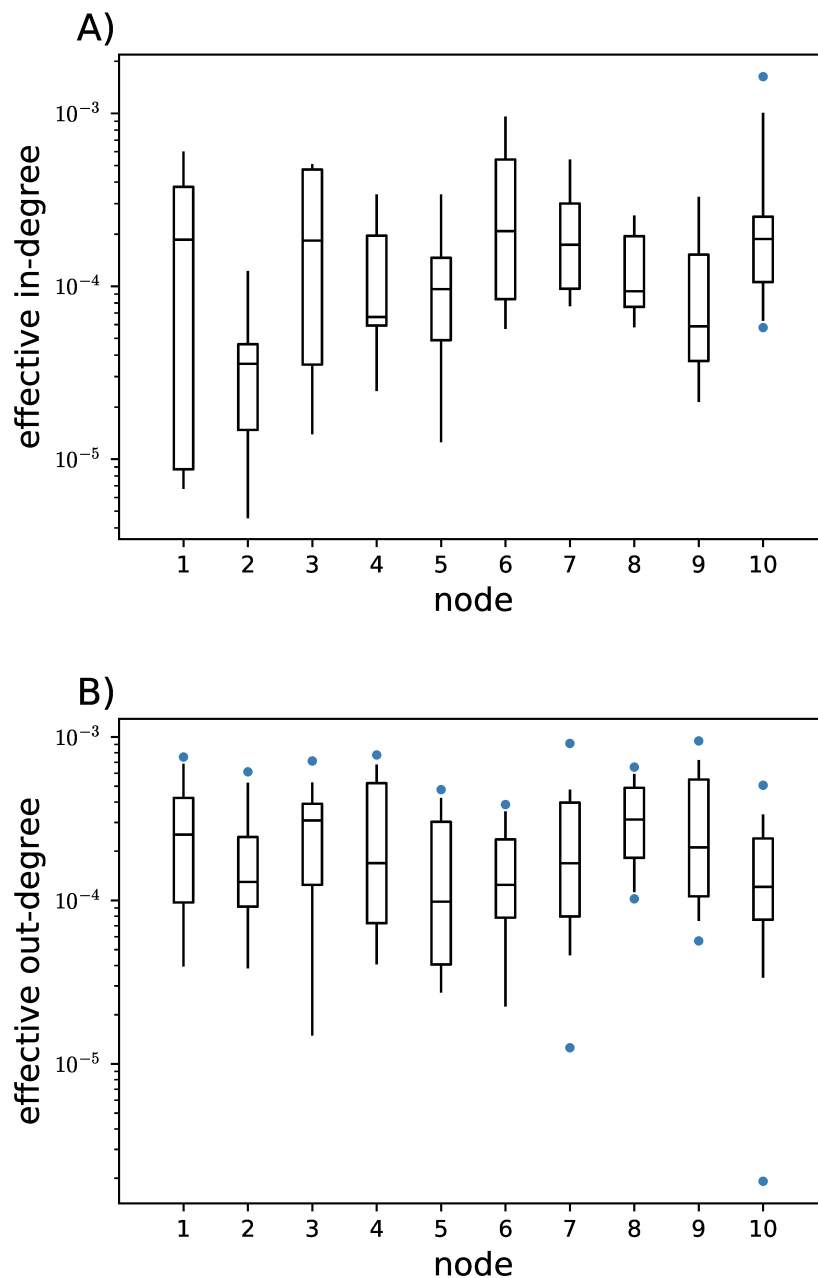 A)
effective in-degree
10⁻³
10⁻⁴
10⁻⁵
1 2 3 4 5 6 7 8 9 10
node
B)
effective out-degree
10⁻³
10⁻⁴
10⁻⁵
1 2 3 4 5 6 7 8 9 10
node